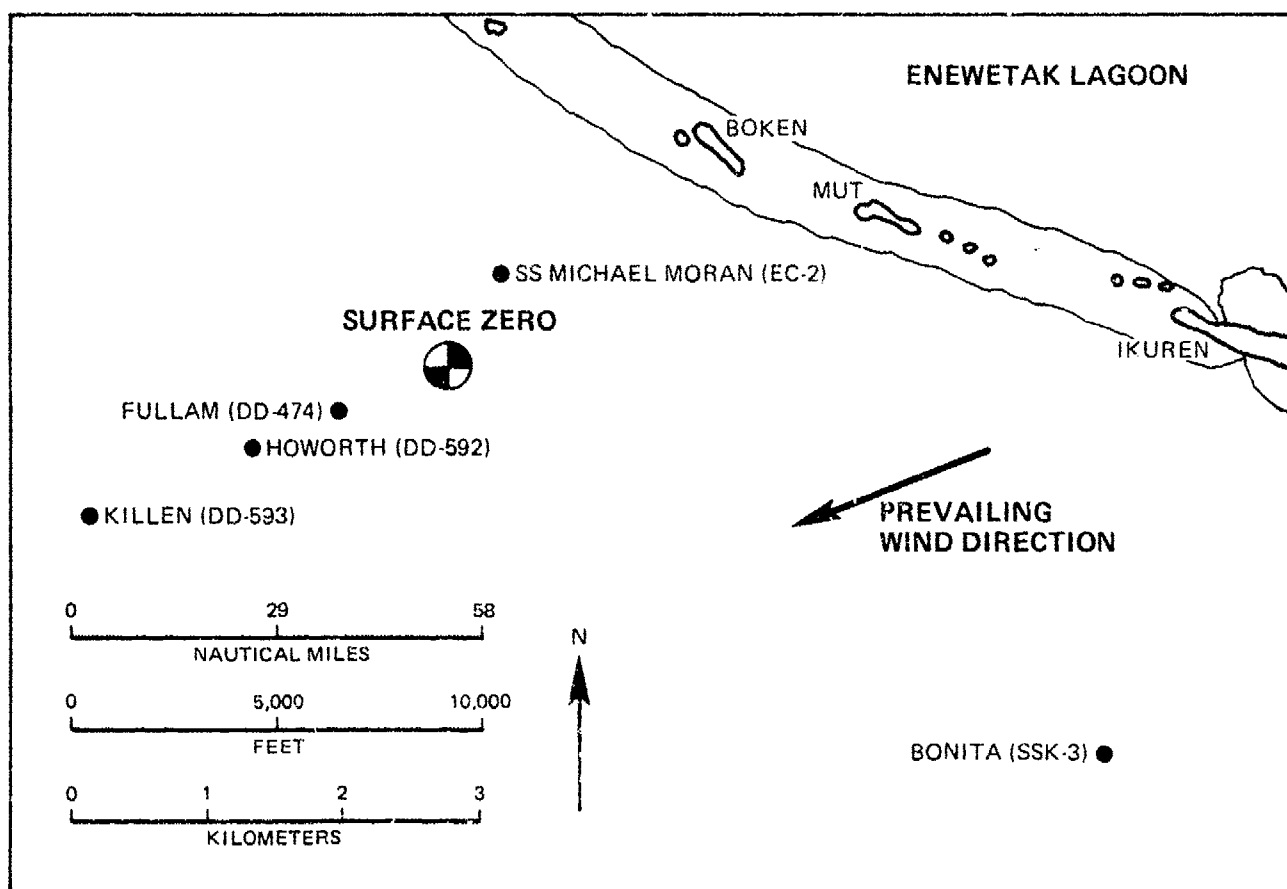 ENEWETAK LAGOON
BOKEN
MUT
SS MICHAEL MORAN (EC-2)
SURFACE ZERO
IKUREN
FULLAM (DD-474)
HOWORTH (DD-592)
KILLEN (DD-593)
PREVAILING
WIND DIRECTION
0 29 58
NAUTICAL MILES
N
0 5,000 10,000
FEET
BONITA (SSK-3)
0 1 2 3
KILOMETERS